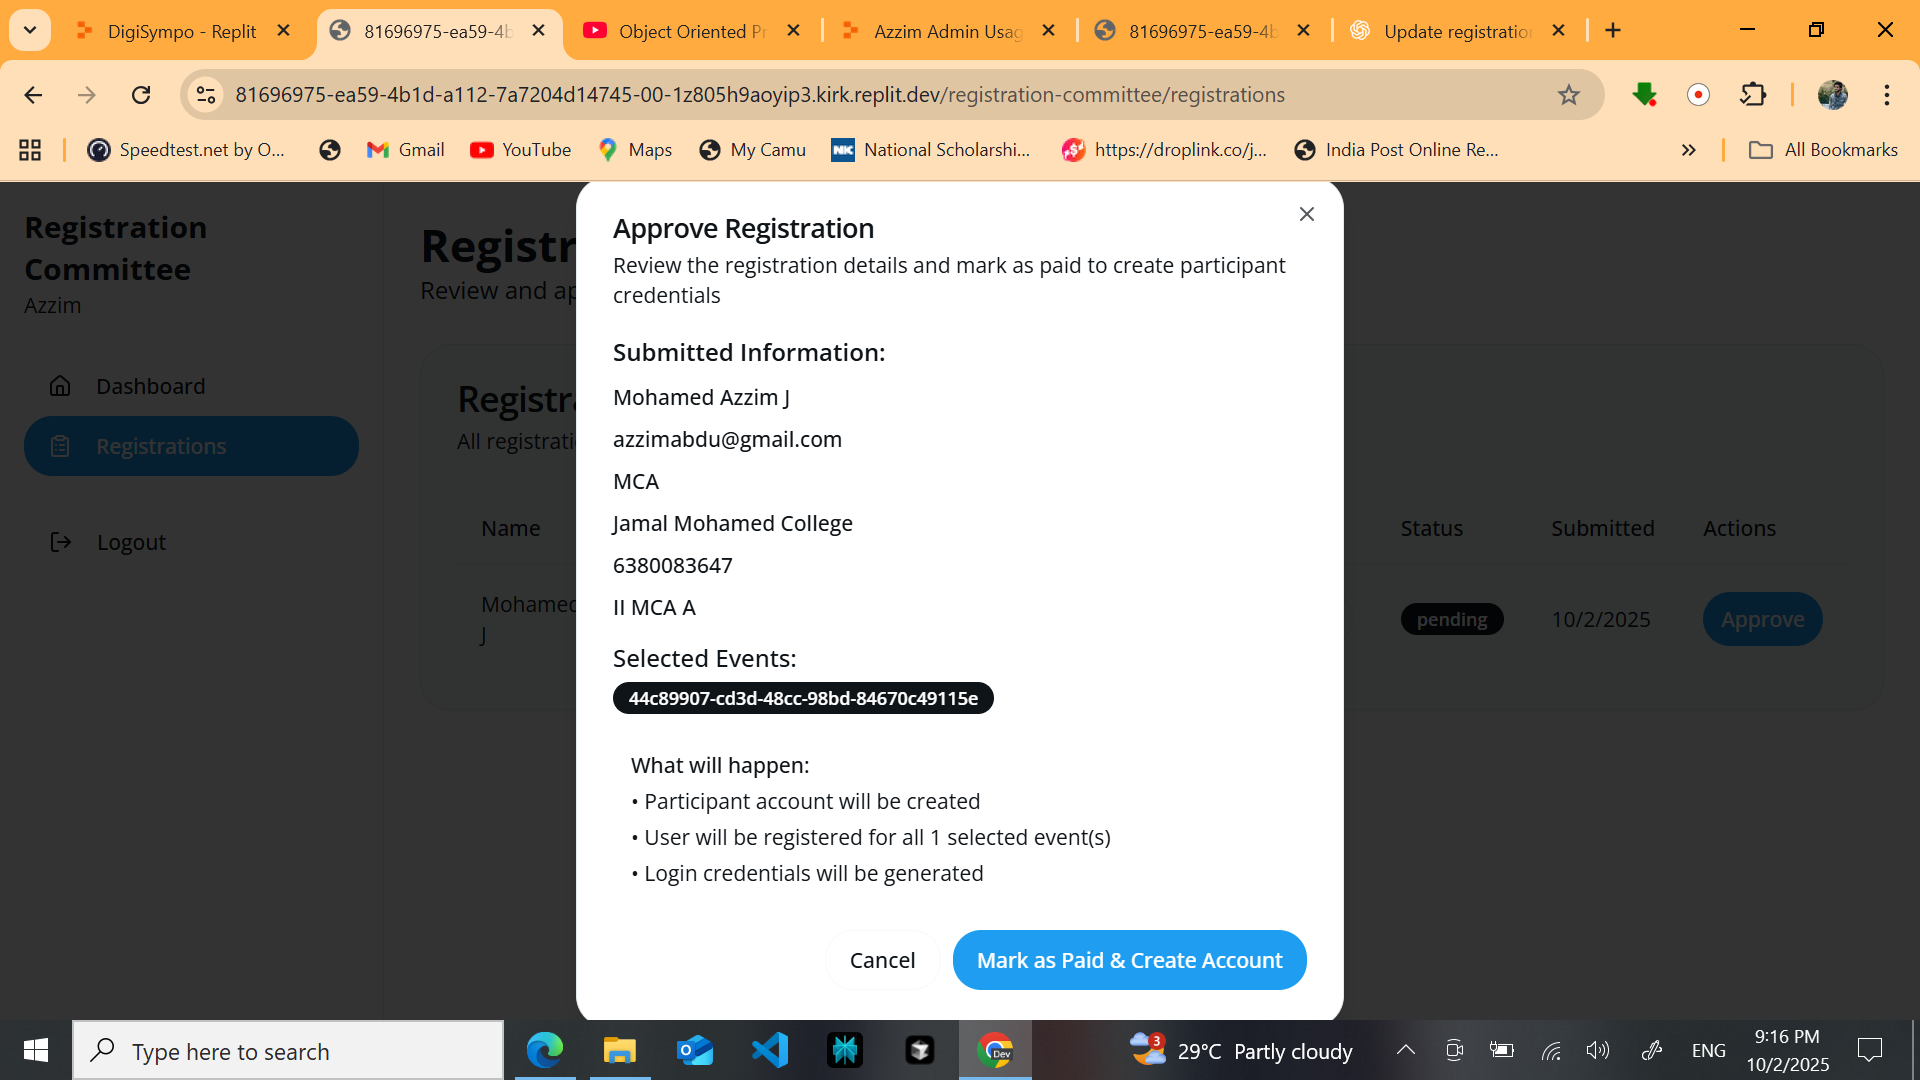 DigiSympo - Replit
81696975-ea59-4b
Object Oriented Pr
Azzim Admin Usag
81696975-ea59-4b
Update registration
81696975-ea59-4b1d-a112-7a7204d14745-00-1z805h9aoyip3.kirk.replit.dev/registration-committee/registrations
Speedtest.net by O...
Gmail
YouTube
Maps
My Camu
NK
National Scholarshi...
https://droplink.co/j...
India Post Online Re...
All Bookmarks
Registration
Committee
Azzim
Dashboard
Registrations
Logout
Registr
Review and ap
Registra
All registrati
Name
Status
Submitted
Actions
Mohamed
J
pending
10/2/2025
Approve
Approve Registration
Review the registration details and mark as paid to create participant
credentials
Submitted Information:
Mohamed Azzim J
azzimabdu@gmail.com
MCA
Jamal Mohamed College
6380083647
II MCA A
Selected Events:
44c89907-cd3d-48cc-98bd-84670c49115e
What will happen:
• Participant account will be created
• User will be registered for all 1 selected event(s)
• Login credentials will be generated
Cancel
Mark as Paid & Create Account
Type here to search
Dev
3
29°C Partly cloudy
ENG
9:16 PM
10/2/2025